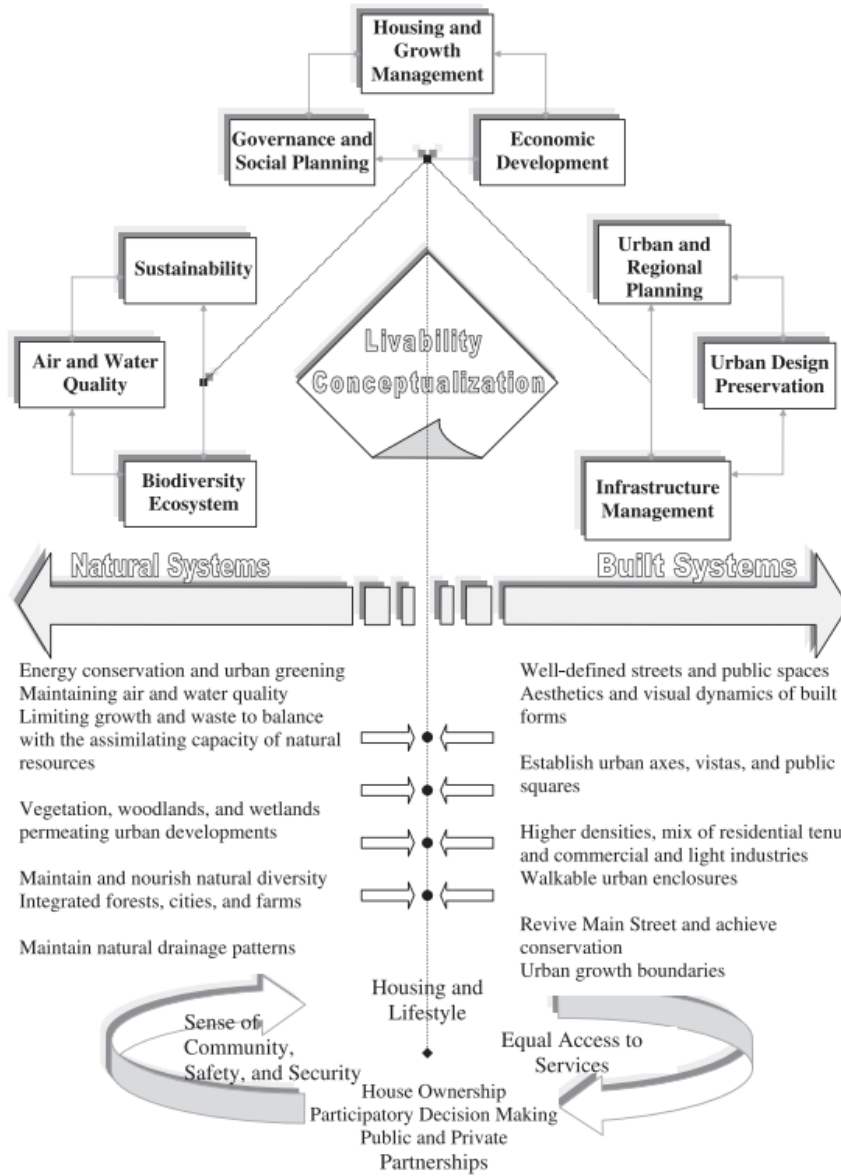 Housing and
Growth
Management
Governance and
Social Planning
Economic
Development
Sustainability
Urban and
Regional
Planning
Air and Water
Quality
Livability
Conceptualization
Urban Design
Preservation
Biodiversity
Ecosystem
Infrastructure
Management
Natural Systems
Built Systems
Energy conservation and urban greening
Maintaining air and water quality
Limiting growth and waste to balance
with the assimilating capacity of natural
resources
Vegetation, woodlands, and wetlands
permeating urban developments
Maintain and nourish natural diversity
Integrated forests, cities, and farms
Maintain natural drainage patterns
Well-defined streets and public spaces
Aesthetics and visual dynamics of built
forms
Establish urban axes, vistas, and public
squares
Higher densities, mix of residential tenu
and commercial and light industries
Walkable urban enclosures
Revive Main Street and achieve
conservation
Urban growth boundaries
Housing and
Lifestyle
Sense of
Community,
Safety, and Security
Equal Access to
Services
House Ownership
Participatory Decision Making
Public and Private
Partnerships